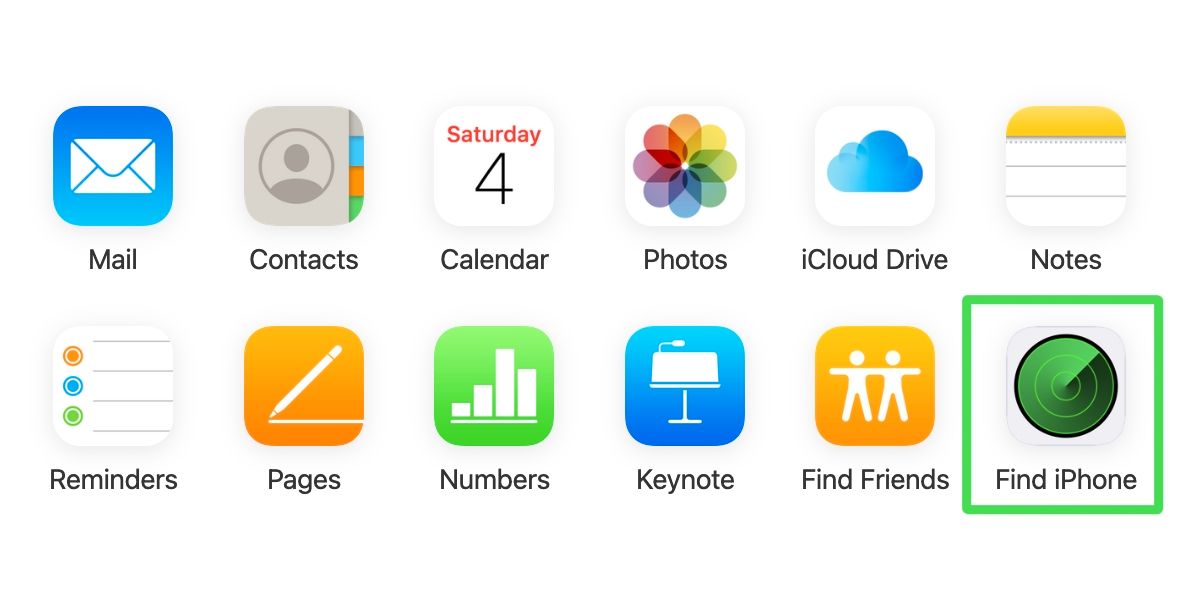 Saturday
4
Mail
Contacts
Calendar
Photos
iCloud Drive
Notes
Reminders
Pages
Numbers
Keynote
Find Friends
Find iPhone